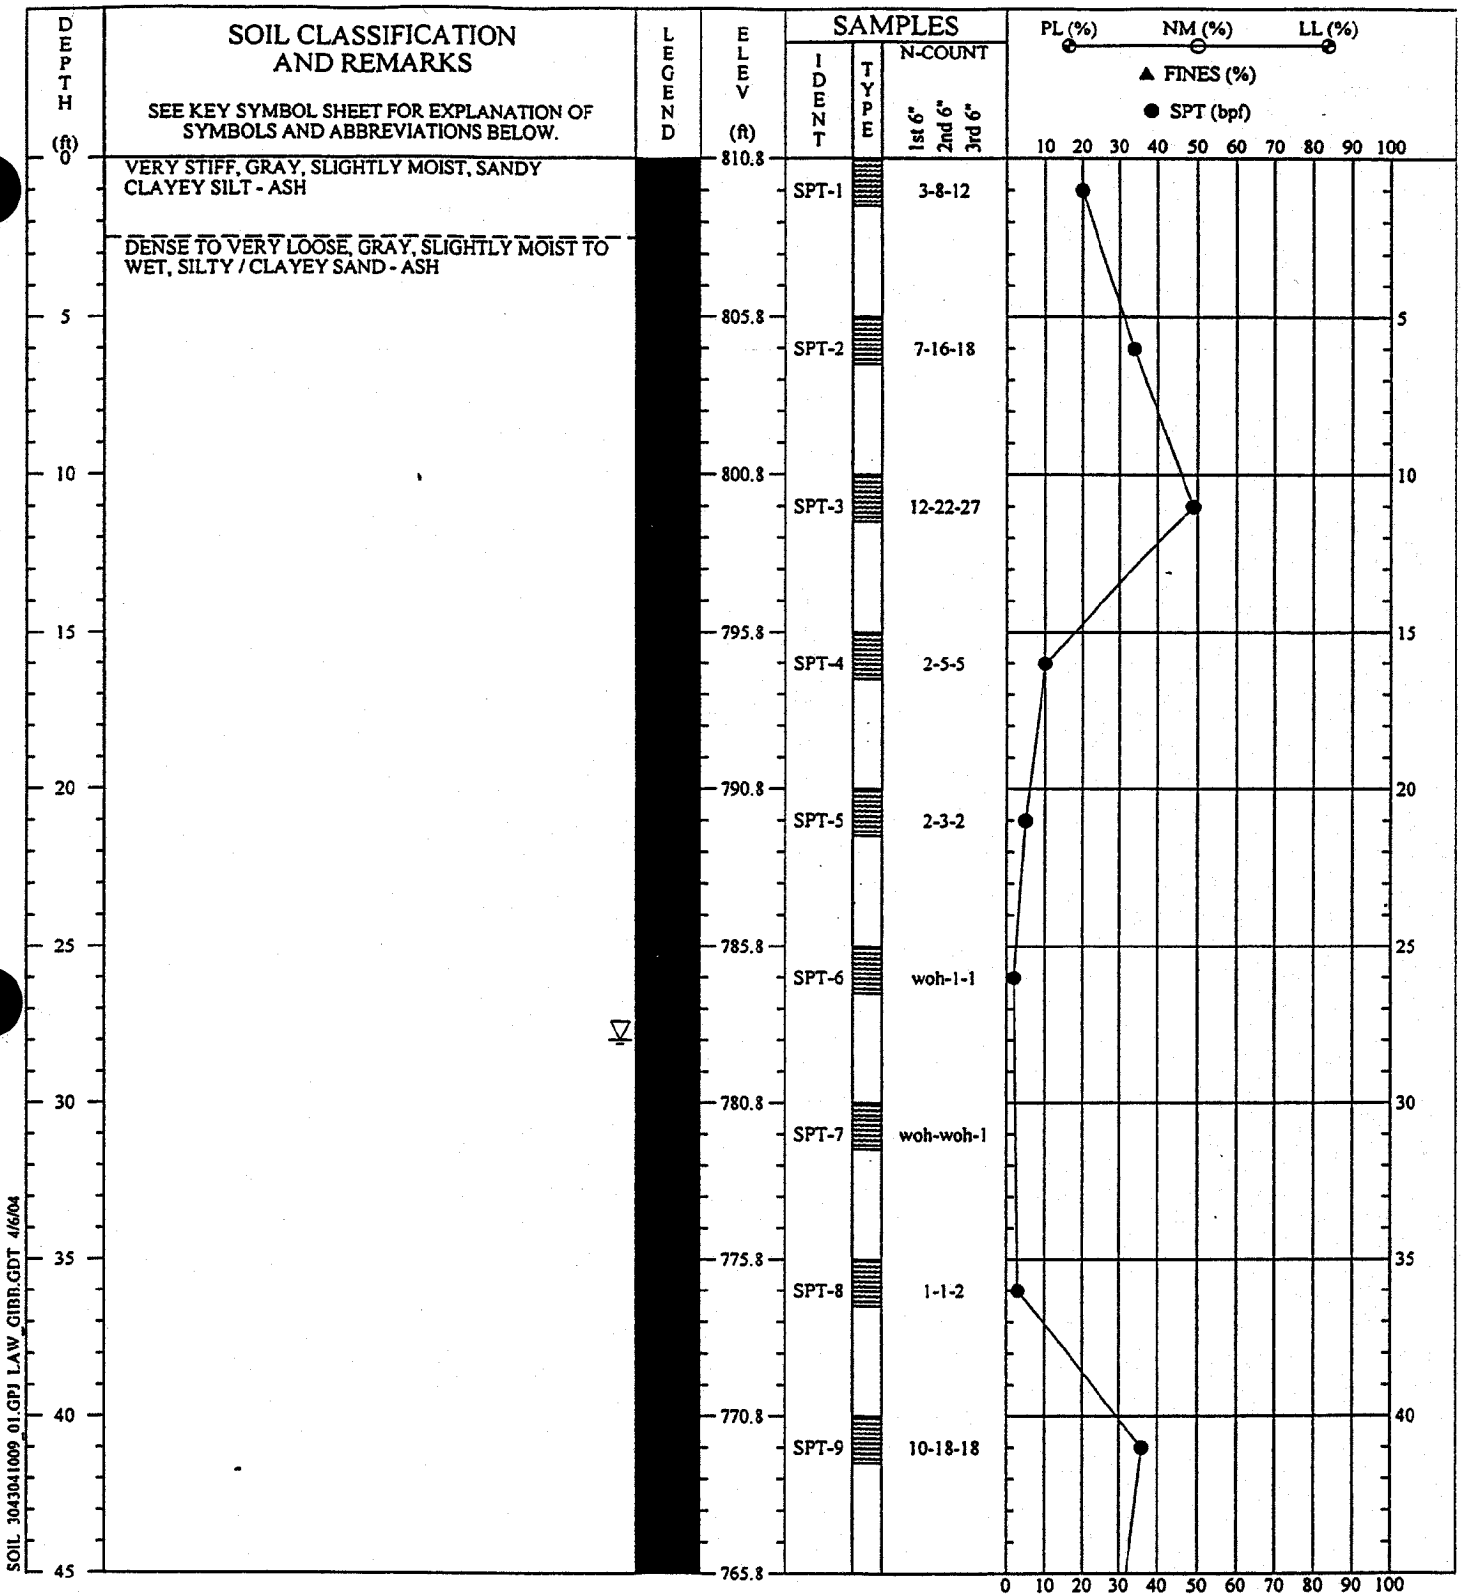 DEPTH (ft)
SOIL CLASSIFICATION
AND REMARKS
SEE KEY SYMBOL SHEET FOR EXPLANATION OF
SYMBOLS AND ABBREVIATIONS BELOW.
LEGEND
ELEV (ft)
SAMPLES
IDENT
TYPE
N-COUNT
1st 6"
2nd 6"
3rd 6"
PL (%) NM (%) LL (%)
▲ FINES (%)
● SPT (bpf)
10 20 30 40 50 60 70 80 90 100
0
VERY STIFF, GRAY, SLIGHTLY MOIST, SANDY
CLAYEY SILT - ASH
810.8
SPT-1 3-8-12
DENSE TO VERY LOOSE, GRAY, SLIGHTLY MOIST TO
WET, SILTY / CLAYEY SAND - ASH
5 805.8 5
SPT-2 7-16-18
10 800.8 10
SPT-3 12-22-27
15 795.8 15
SPT-4 2-5-5
20 790.8 20
SPT-5 2-3-2
25 785.8 25
SPT-6 woh-1-1
30 780.8 30
SPT-7 woh-woh-1
35 775.8 35
SPT-8 1-1-2
40 770.8 40
SPT-9 10-18-18
45 765.8
0 10 20 30 40 50 60 70 80 90 100
SOIL 3043041009 01.GPJ LAW GIBB.GDT 4/6/04